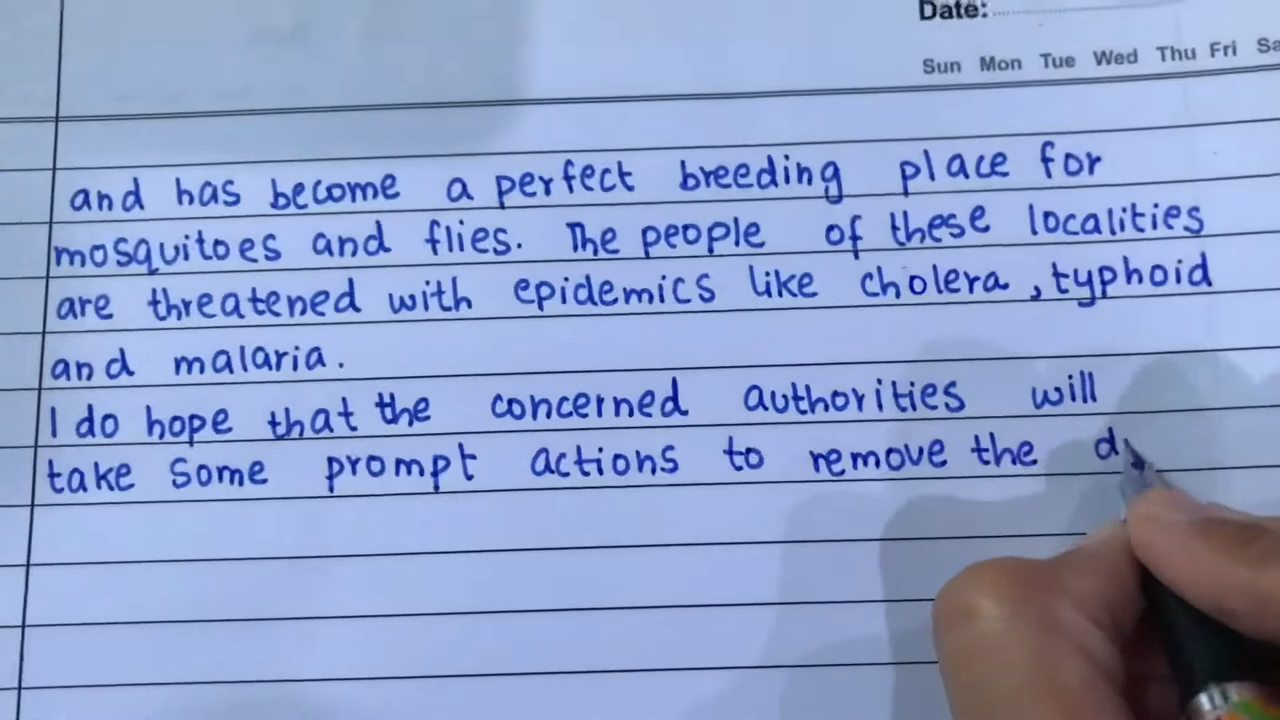 Date:
Sun Mon Tue Wed Thu Fri Sa
and has become a perfect breeding place for
mosquitoes and flies. The people of these localities
are threatened with epidemics like cholera, typhoid
and malaria.
I do hope that the concerned authorities will
take some prompt actions to remove the d